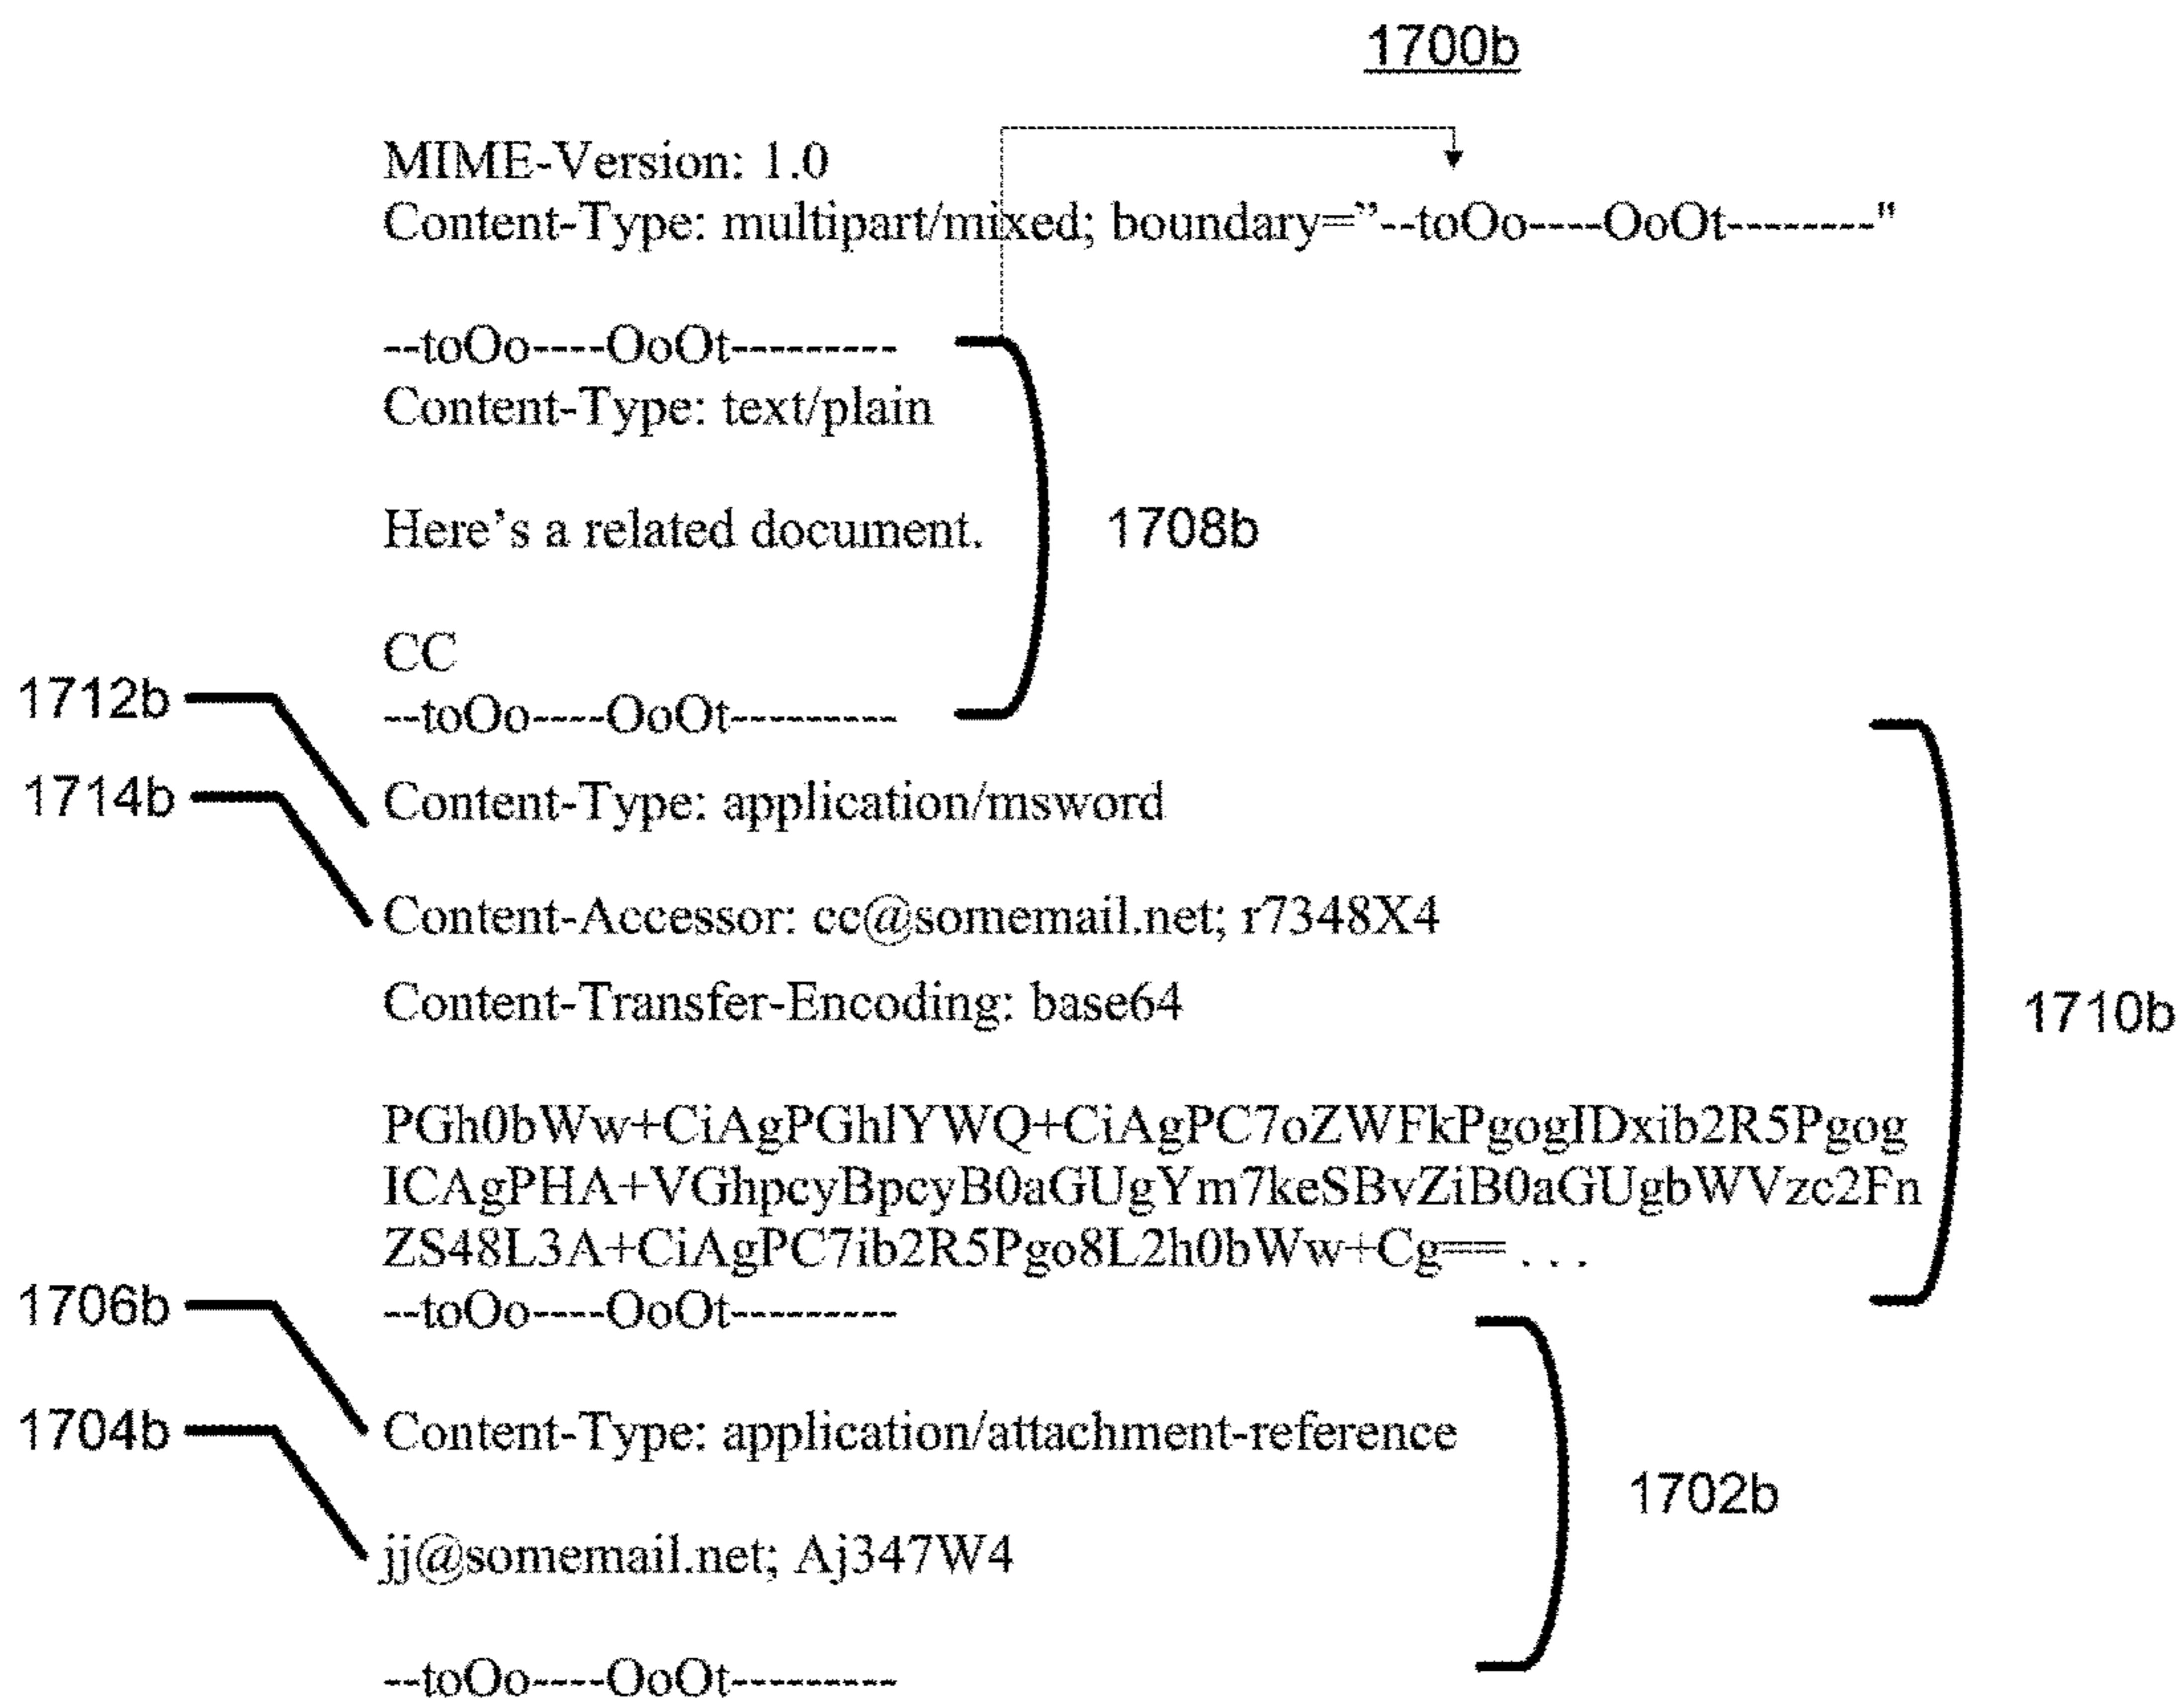 1700b
MIME-Version: 1.0
Content-Type: multipart/mixed; boundary=”--toOo----OoOt--------"
--toOo----OoOt---------
Content-Type: text/plain
Here’s a related document.
1708b
CC
1712b
--toOo----OoOt---------
1714b
Content-Type: application/msword
Content-Accessor: cc@somemail.net; r7348X4
Content-Transfer-Encoding: base64
1710b
PGh0bWw+CiAgPGhlYWQ+CiAgPC7oZWFkPgogIDxib2R5Pgog
ICAgPHA+VGhpcyBpcyB0aGUgYm7keSBvZiB0aGUgbWVzc2Fn
ZS48L3A+CiAgPC7ib2R5Pgo8L2h0bWw+Cg== . . .
1706b
--toOo----OoOt---------
1704b
Content-Type: application/attachment-reference
1702b
jj@somemail.net; Aj347W4
--toOo----OoOt---------